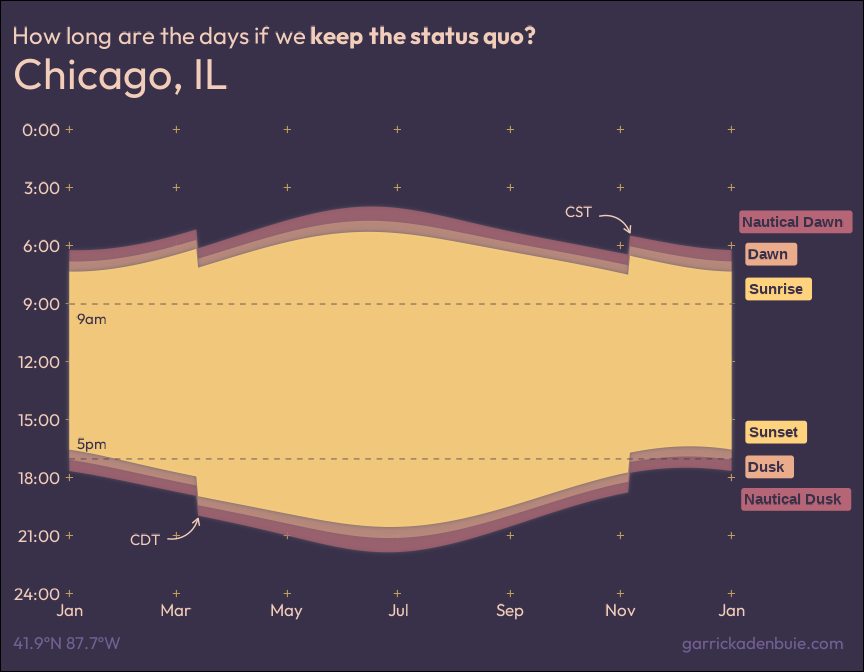 How long are the days if we keep the status quo?
Chicago, IL
0:00
3:00
CST
Nautical Dawn
6:00
Dawn
Sunrise
9:00
9am
12:00
15:00
Sunset
5pm
Dusk
18:00
Nautical Dusk
21:00
CDT
24:00
Jan Mar May Jul Sep Nov Jan
41.9°N 87.7°W
garrickadenbuie.com